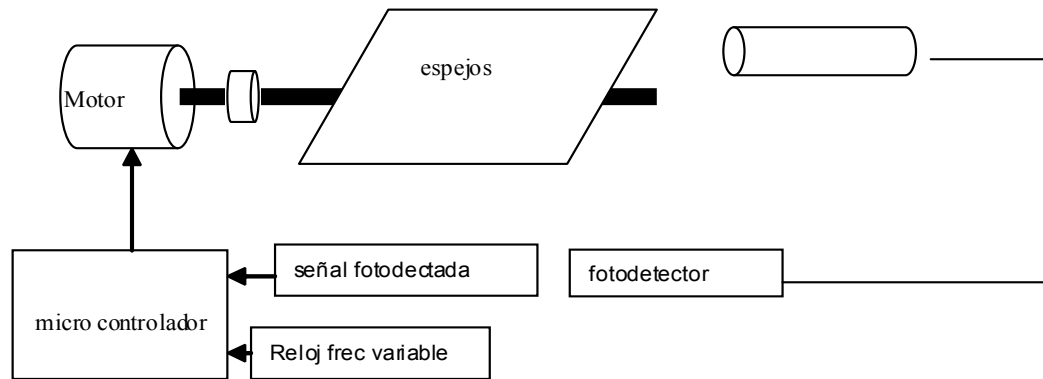 espejos
Motor
señal fotodectada
fotodetector
micro controlador
Reloj frec variable